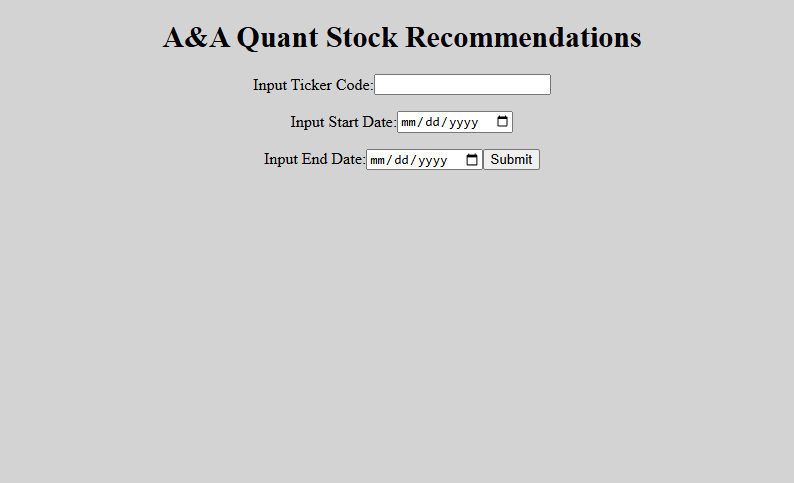 A&A Quant Stock Recommendations
Input Ticker Code:
Input Start Date: mm/dd/yyyy
Input End Date: mm/dd/yyyy Submit